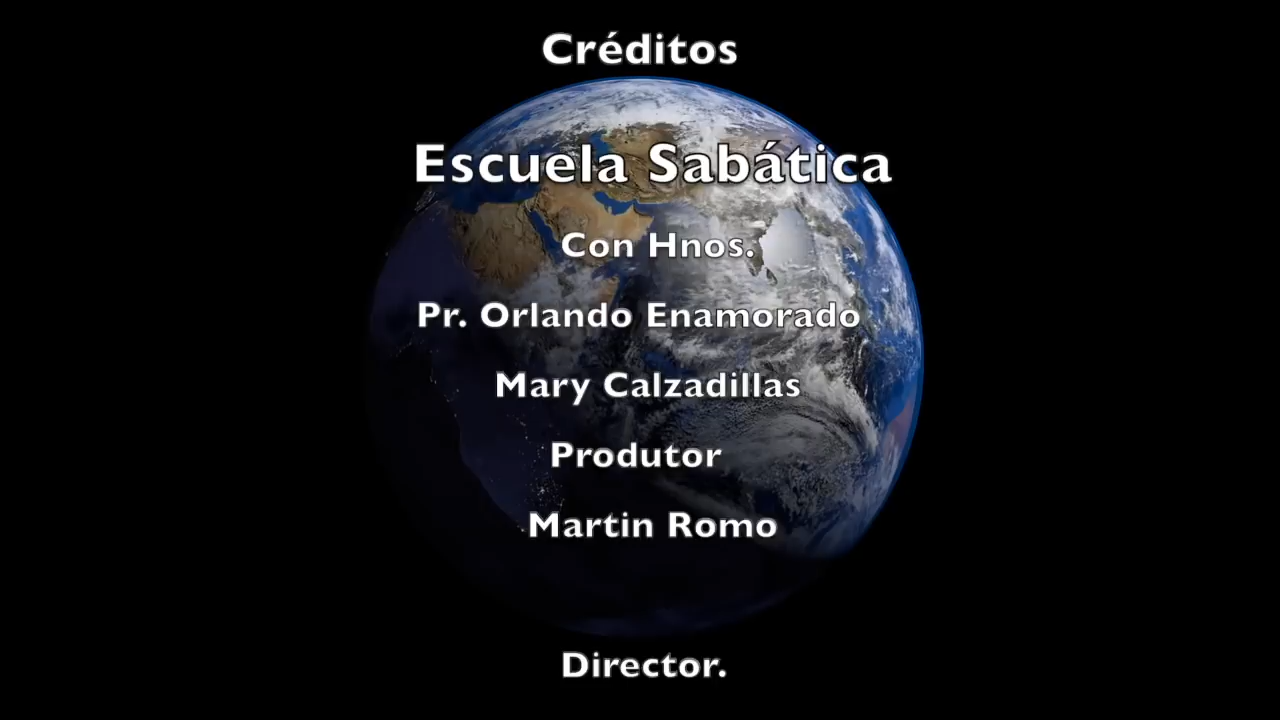 Créditos
Escuela Sabática
Con Hnos.
Pr. Orlando Enamorado
Mary Calzadillas
Produtor
Martin Romo
Director.